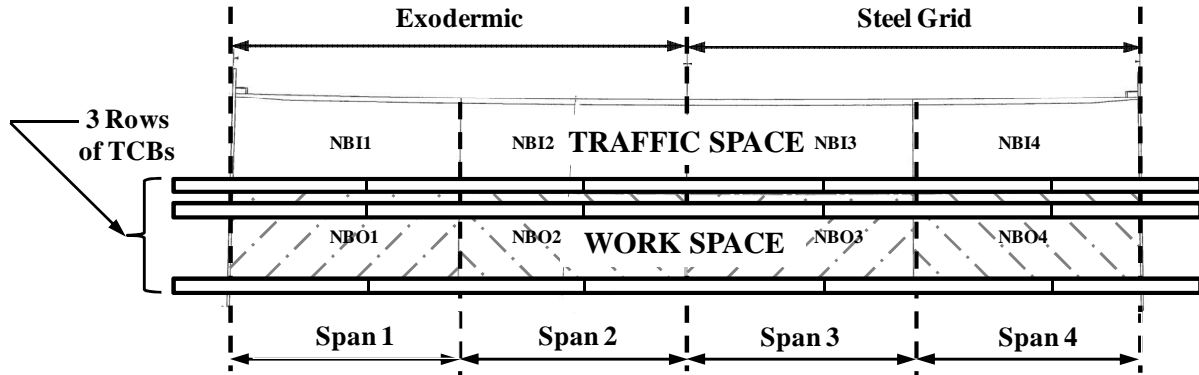 Exodermic
Steel Grid
3 Rows
of TCBs
NBI1
NBI2
TRAFFIC SPACE
NBI3
NBI4
NBO1
NBO2
WORK SPACE
NBO3
NBO4
Span 1
Span 2
Span 3
Span 4